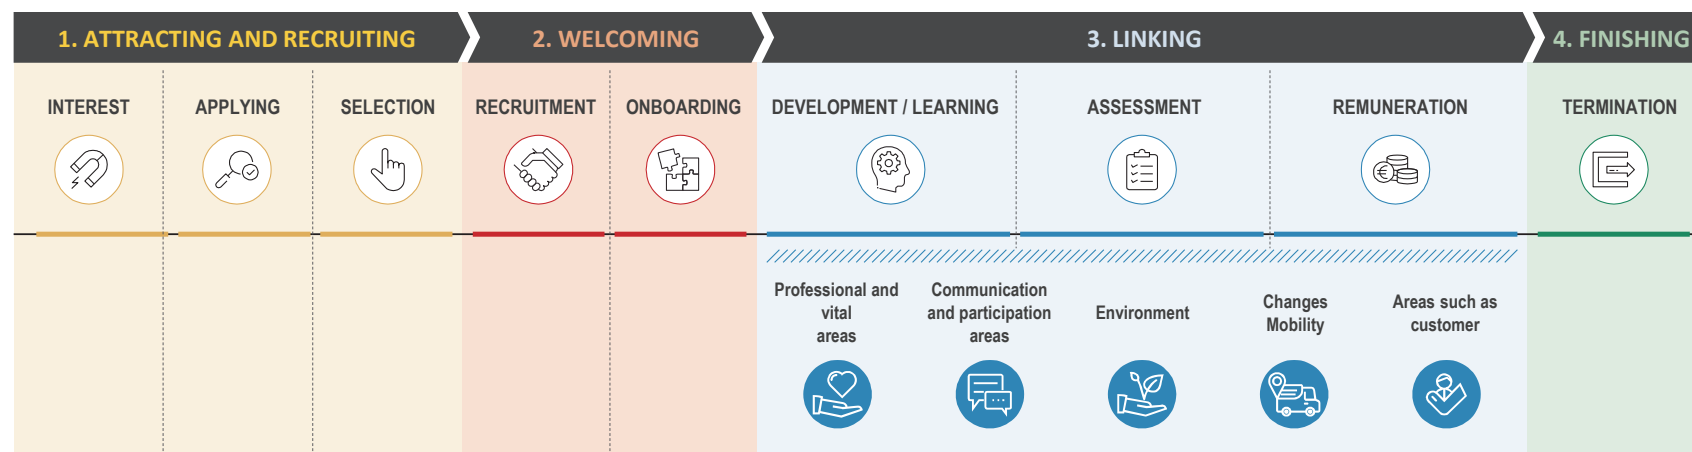 1. ATTRACTING AND RECRUITING
2. WELCOMING
3. LINKING
4. FINISHING
INTEREST
APPLYING
SELECTION
RECRUITMENT
ONBOARDING
DEVELOPMENT / LEARNING
ASSESSMENT
REMUNERATION
TERMINATION
Professional and
vital
areas
Communication
and participation
areas
Environment
Changes
Mobility
Areas such as
customer